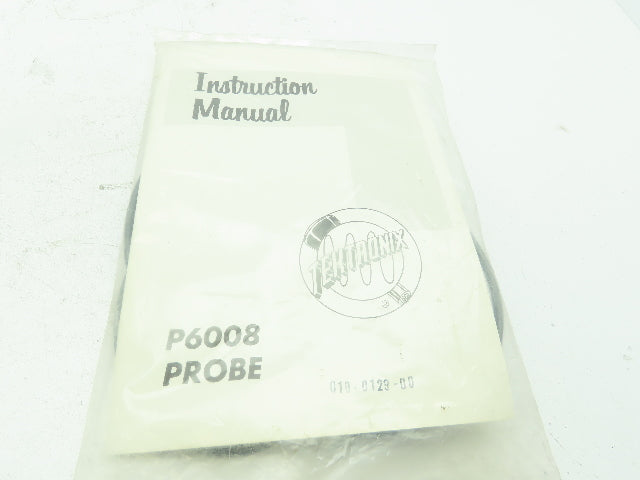 Instruction
Manual
TEKTRONIX
P6008
PROBE
010-0129-00